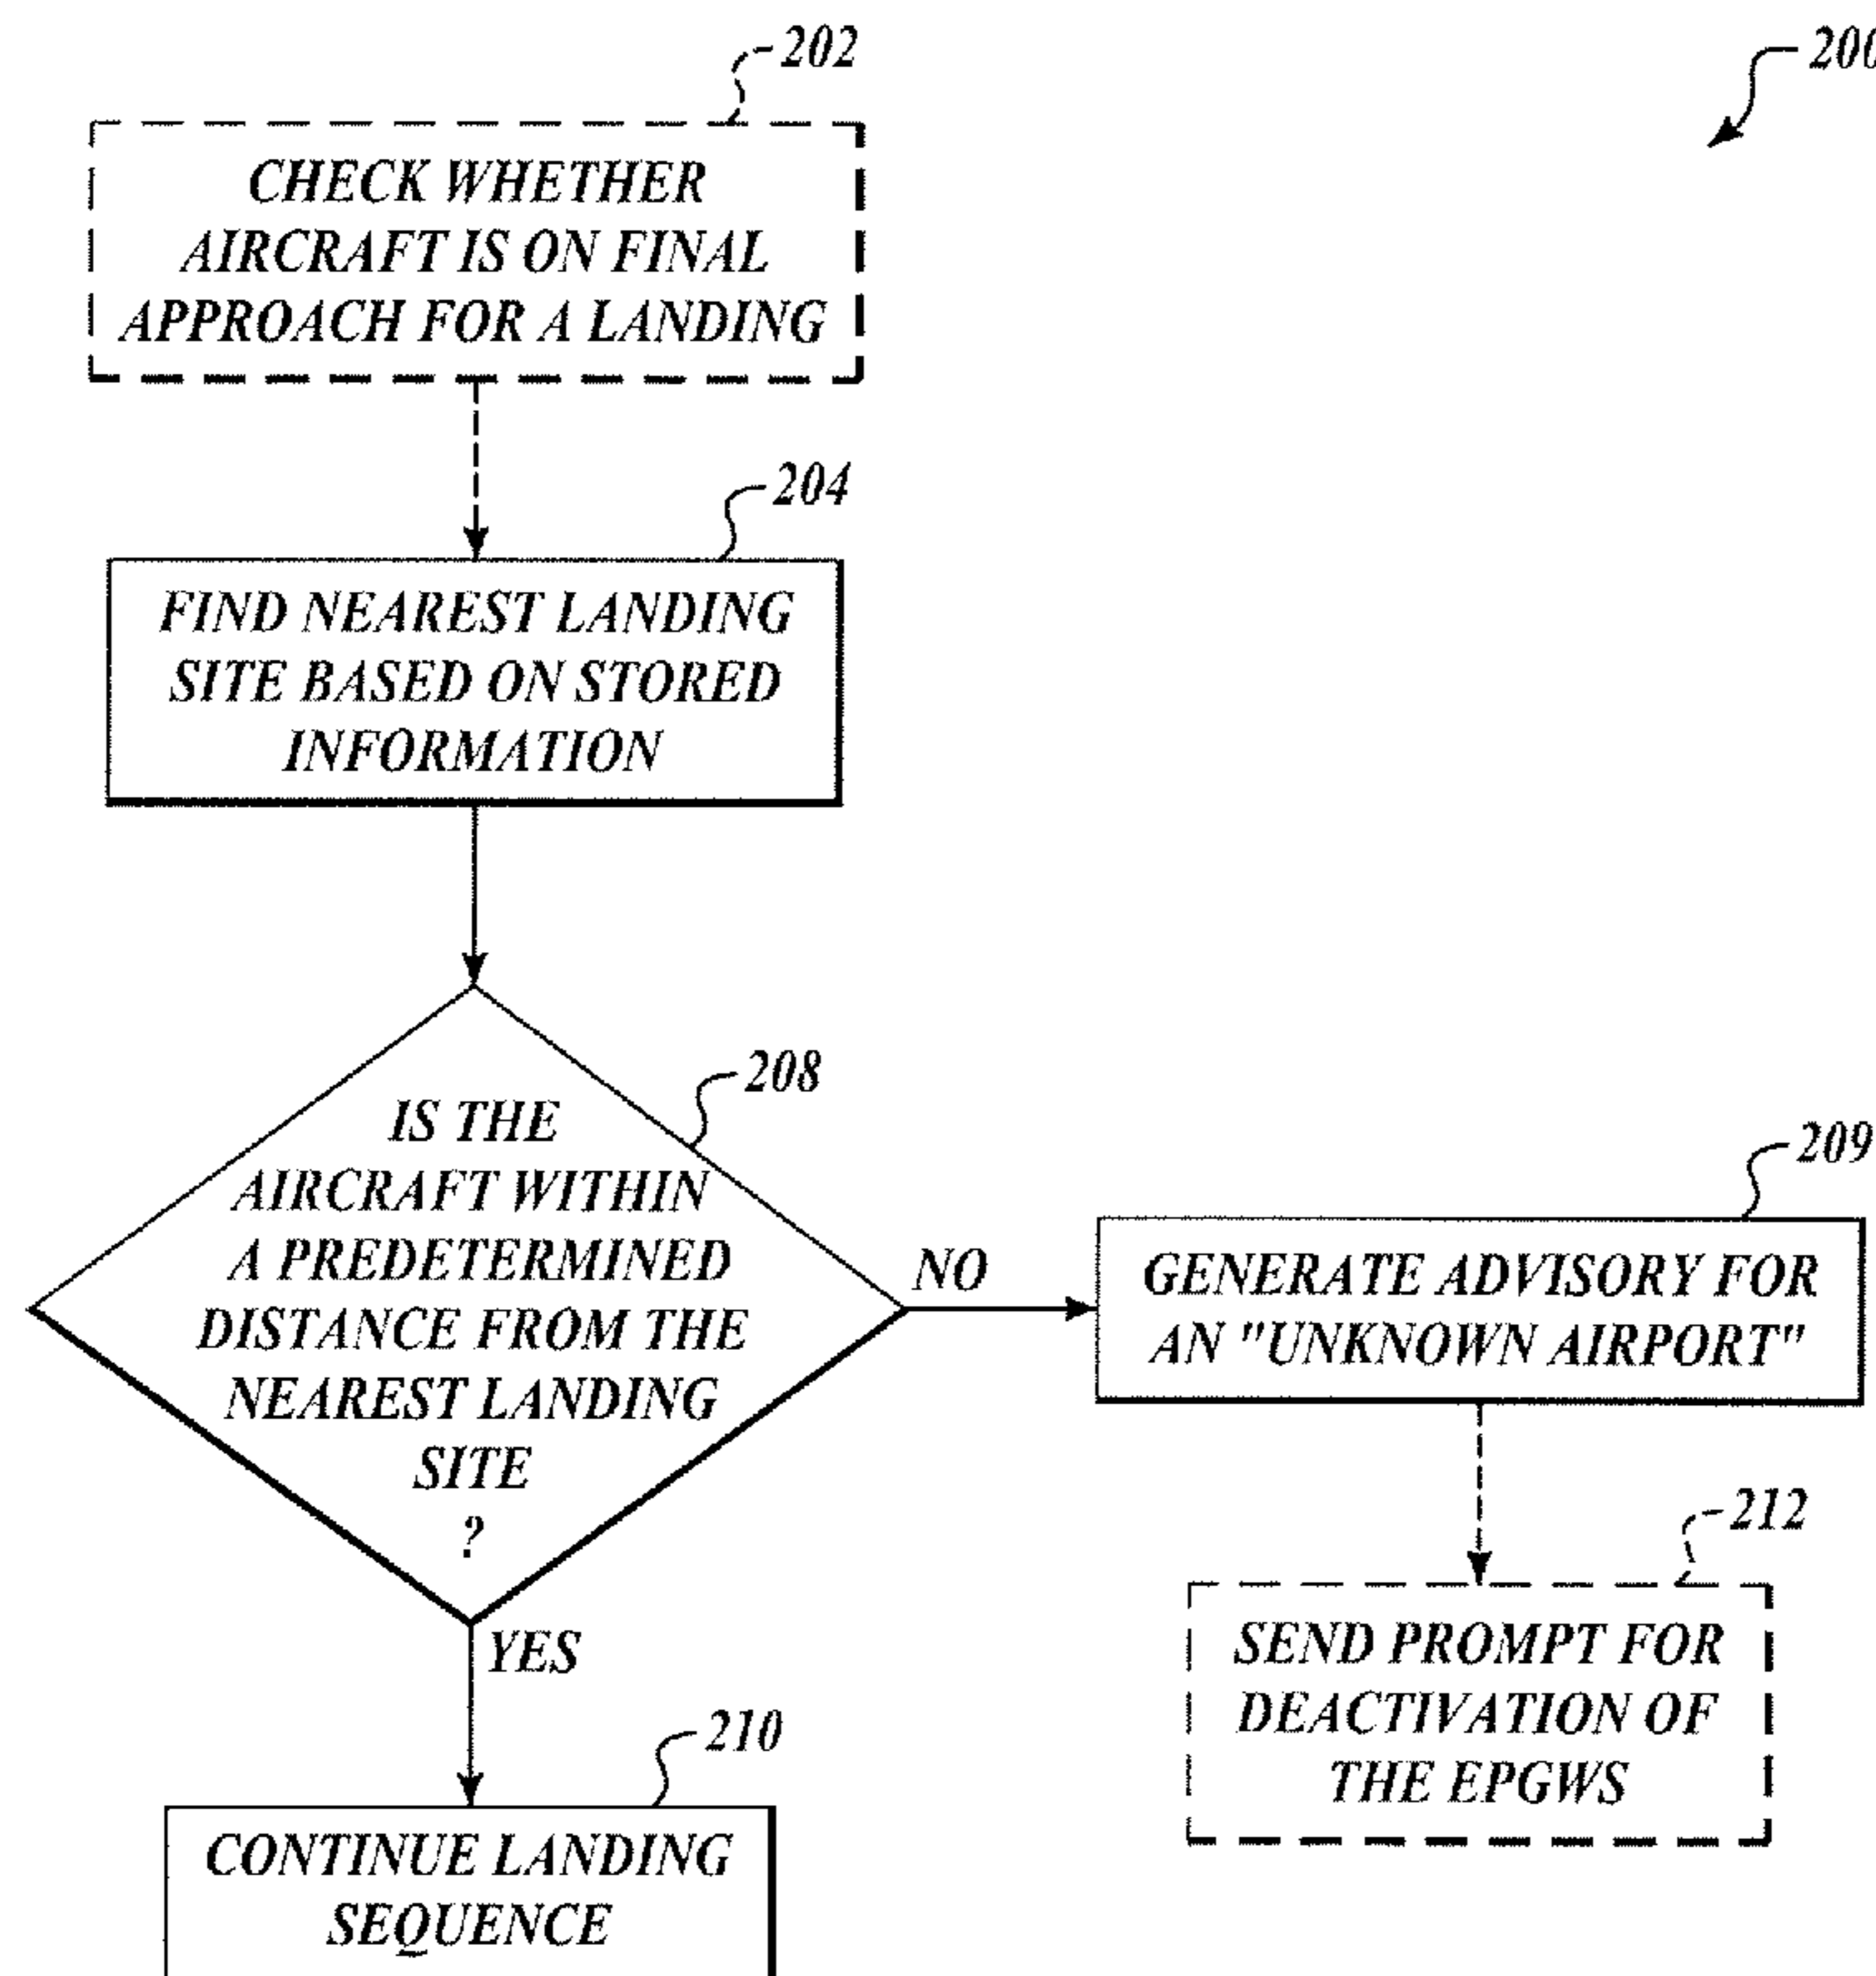 202
200
CHECK WHETHER
AIRCRAFT IS ON FINAL
APPROACH FOR A LANDING
204
FIND NEAREST LANDING
SITE BASED ON STORED
INFORMATION
208
IS THE
AIRCRAFT WITHIN
A PREDETERMINED
DISTANCE FROM THE
NEAREST LANDING
SITE
?
NO
209
GENERATE ADVISORY FOR
AN "UNKNOWN AIRPORT"
212
SEND PROMPT FOR
DEACTIVATION OF
THE EPGWS
YES
210
CONTINUE LANDING
SEQUENCE